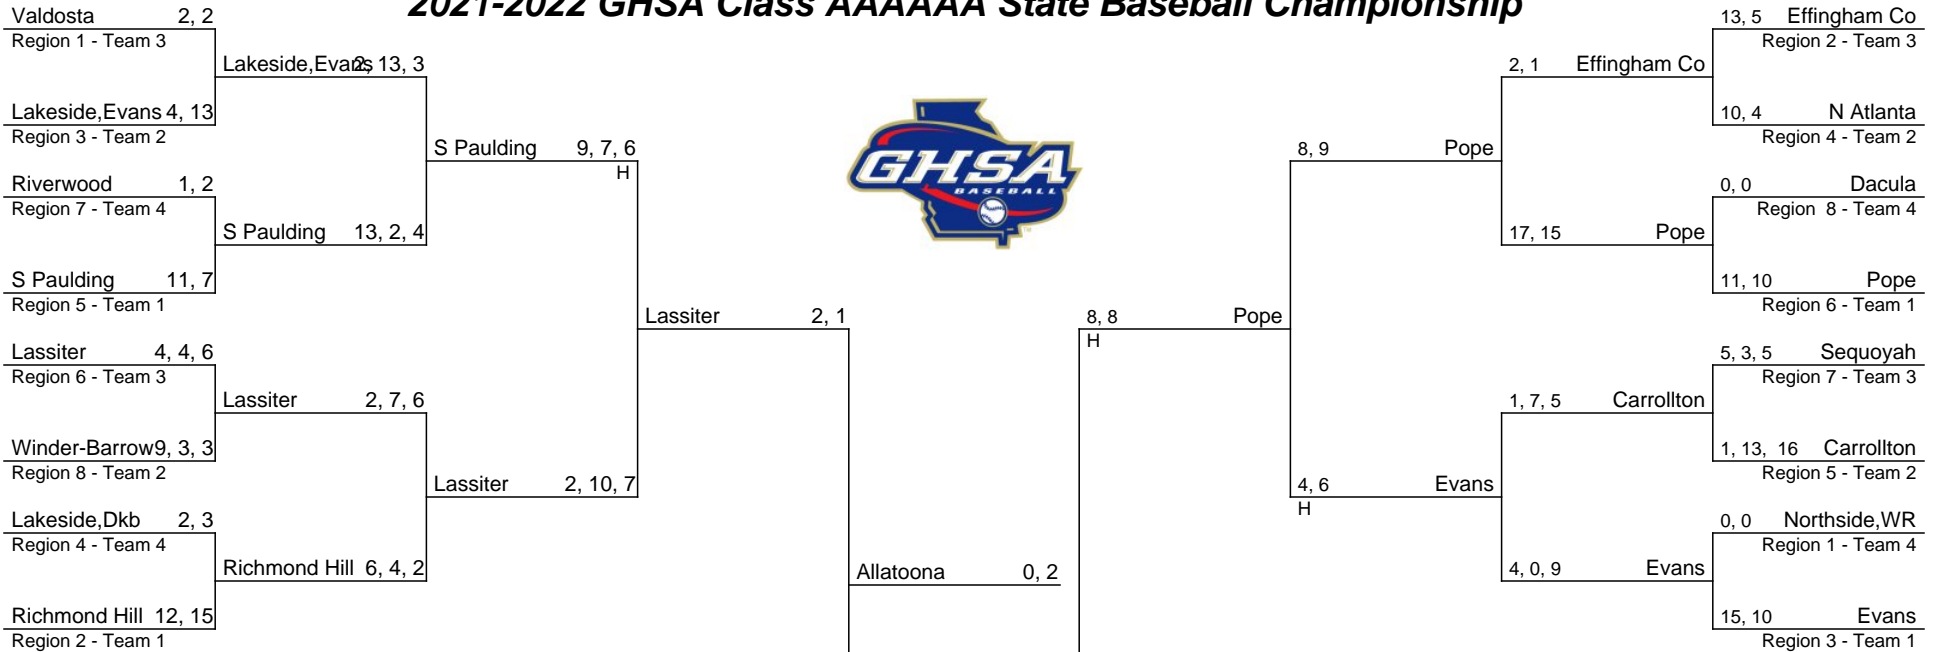 2021-2022 GHSA Class AAAAAA State Baseball Championship
Valdosta 2, 2
Region 1 - Team 3
Lakeside,Evans 2, 13, 3
Lakeside,Evans 4, 13
Region 3 - Team 2
S Paulding 9, 7, 6
H
Riverwood 1, 2
Region 7 - Team 4
S Paulding 13, 2, 4
S Paulding 11, 7
Region 5 - Team 1
Lassiter 2, 1
Lassiter 4, 4, 6
Region 6 - Team 3
Lassiter 2, 7, 6
Winder-Barrow 9, 3, 3
Region 8 - Team 2
Lassiter 2, 10, 7
Lakeside,Dkb 2, 3
Region 4 - Team 4
Richmond Hill 6, 4, 2
Richmond Hill 12, 15
Region 2 - Team 1
GHSA
BASEBALL
Allatoona 0, 2
13, 5 Effingham Co
Region 2 - Team 3
2, 1 Effingham Co
10, 4 N Atlanta
Region 4 - Team 2
8, 9 Pope
0, 0 Dacula
Region 8 - Team 4
17, 15 Pope
11, 10 Pope
Region 6 - Team 1
8, 8 Pope
H
5, 3, 5 Sequoyah
Region 7 - Team 3
1, 7, 5 Carrollton
1, 13, 16 Carrollton
Region 5 - Team 2
4, 6 Evans
H
0, 0 Northside,WR
Region 1 - Team 4
4, 0, 9 Evans
15, 10 Evans
Region 3 - Team 1